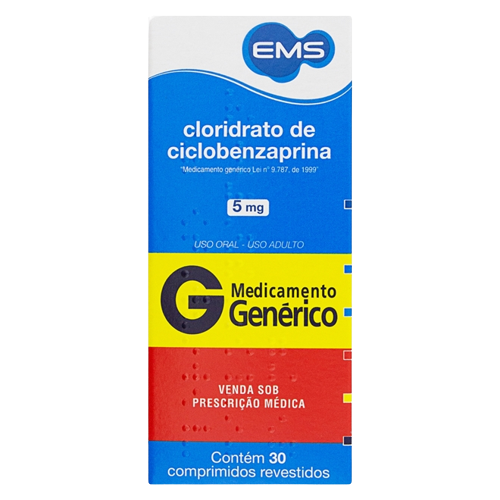 EMS
cloridrato de
ciclobenzaprina
"Medicamento genérico Lei n° 9.787, de 1999"
5 mg
USO ORAL - USO ADULTO
G Medicamento
Genérico
VENDA SOB
PRESCRIÇÃO MÉDICA
Contém 30
comprimidos revestidos